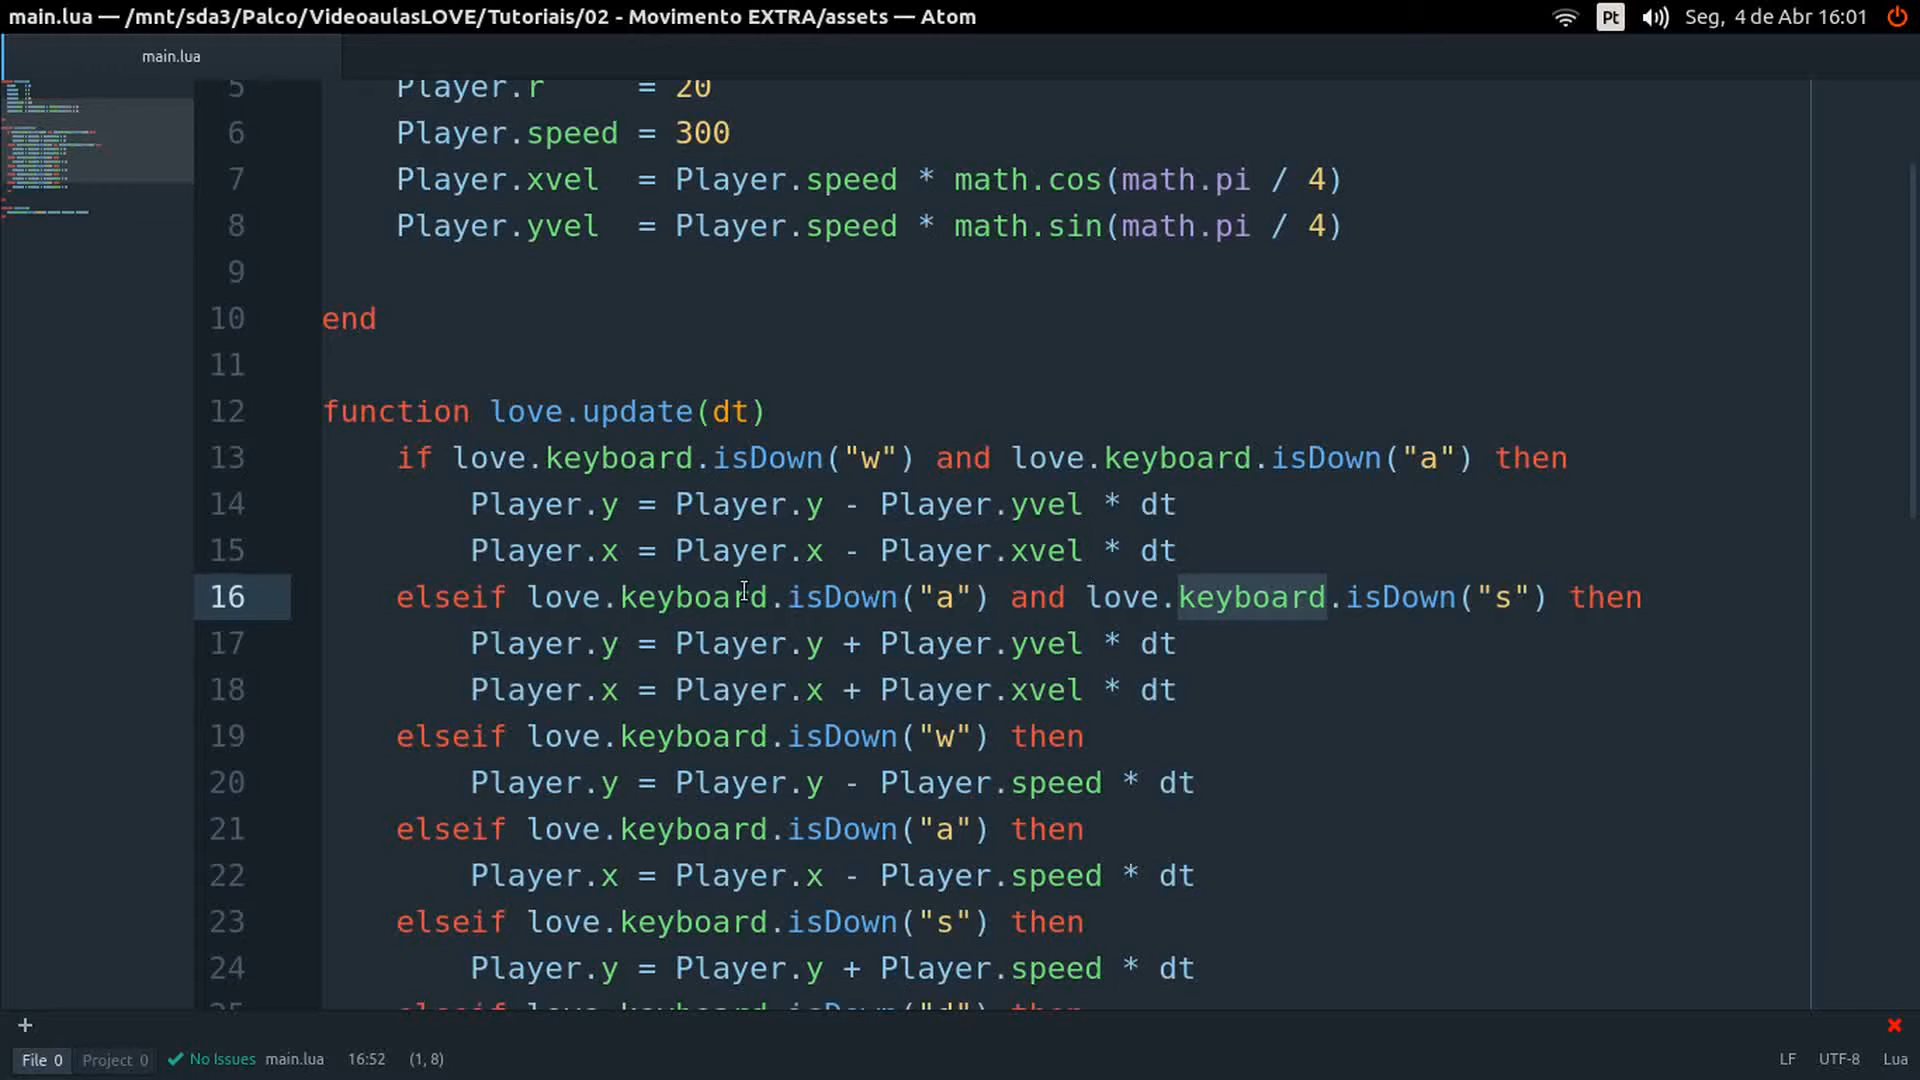 main.lua — /mnt/sda3/Palco/VideoaulasLOVE/Tutoriais/02 - Movimento EXTRA/assets — Atom
Pt
Seg, 4 de Abr 16:01
main.lua
5 Player.r = 20
6 Player.speed = 300
7 Player.xvel = Player.speed * math.cos(math.pi / 4)
8 Player.yvel = Player.speed * math.sin(math.pi / 4)
9
10 end
11
12 function love.update(dt)
13 if love.keyboard.isDown("w") and love.keyboard.isDown("a") then
14 Player.y = Player.y - Player.yvel * dt
15 Player.x = Player.x - Player.xvel * dt
16 elseif love.keyboard.isDown("a") and love.keyboard.isDown("s") then
17 Player.y = Player.y + Player.yvel * dt
18 Player.x = Player.x + Player.xvel * dt
19 elseif love.keyboard.isDown("w") then
20 Player.y = Player.y - Player.speed * dt
21 elseif love.keyboard.isDown("a") then
22 Player.x = Player.x - Player.speed * dt
23 elseif love.keyboard.isDown("s") then
24 Player.y = Player.y + Player.speed * dt
25 elseif love.keyboard.isDown("d") then
+
File 0 Project 0 No Issues main.lua 16:52 (1, 8) LF UTF-8 Lua